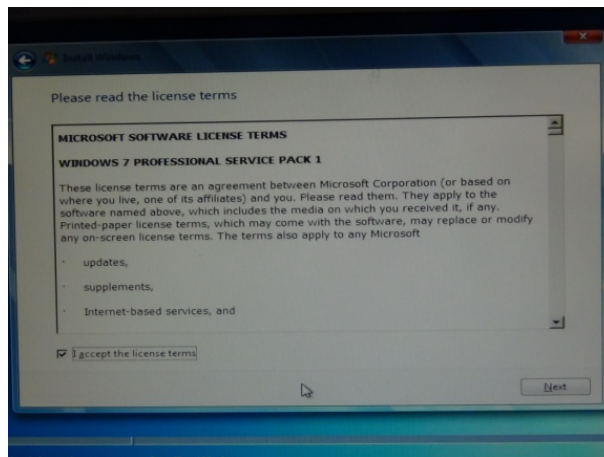 Install Windows
Please read the license terms
MICROSOFT SOFTWARE LICENSE TERMS
WINDOWS 7 PROFESSIONAL SERVICE PACK 1
These license terms are an agreement between Microsoft Corporation (or based on
where you live, one of its affiliates) and you. Please read them. They apply to the
software named above, which includes the media on which you received it, if any.
Printed-paper license terms, which may come with the software, may replace or modify
any on-screen license terms. The terms also apply to any Microsoft
· updates,
· supplements,
· Internet-based services, and
I accept the license terms
Next